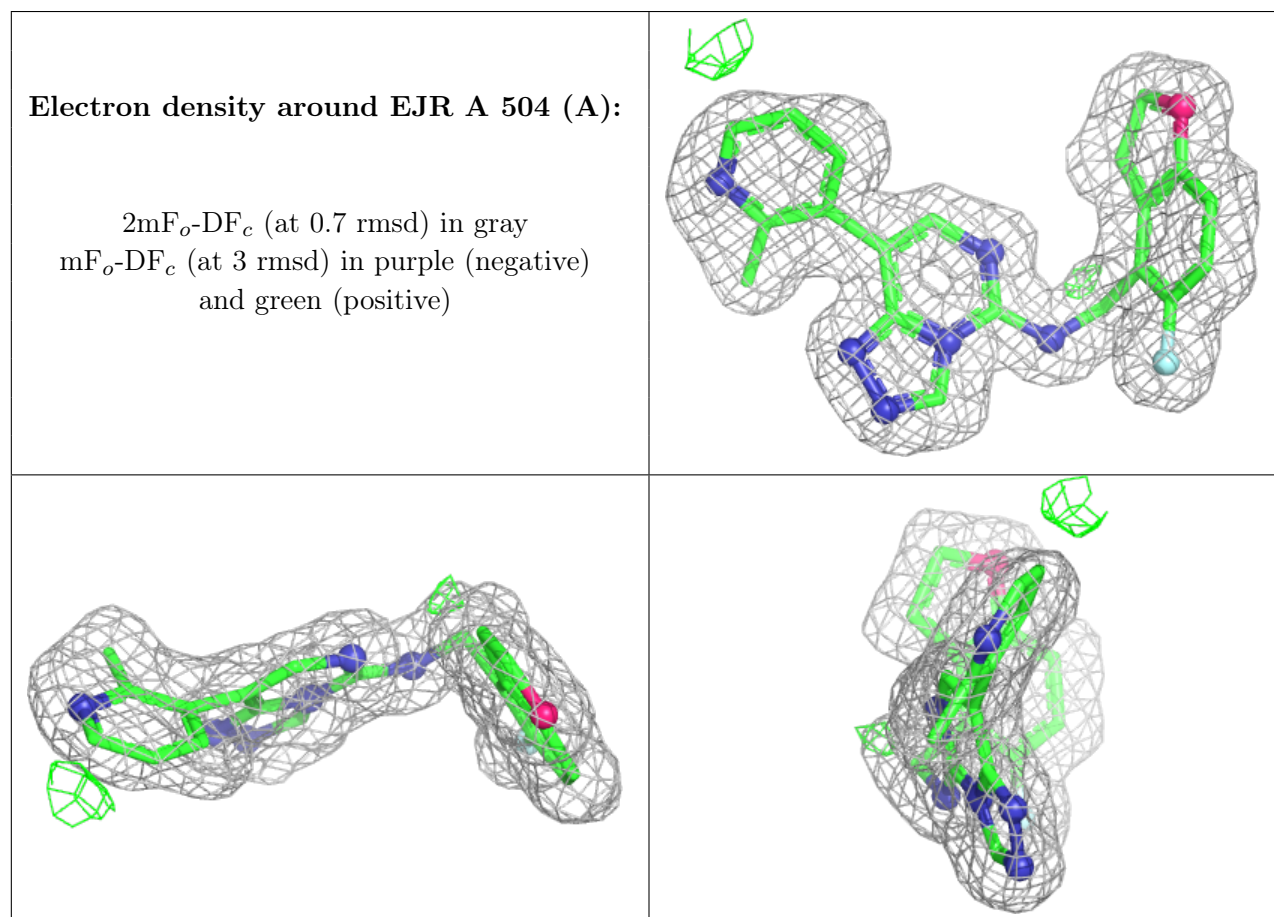 Electron density around EJR A 504 (A):
2mFo-DFc (at 0.7 rmsd) in gray
mFo-DFc (at 3 rmsd) in purple (negative)
and green (positive)